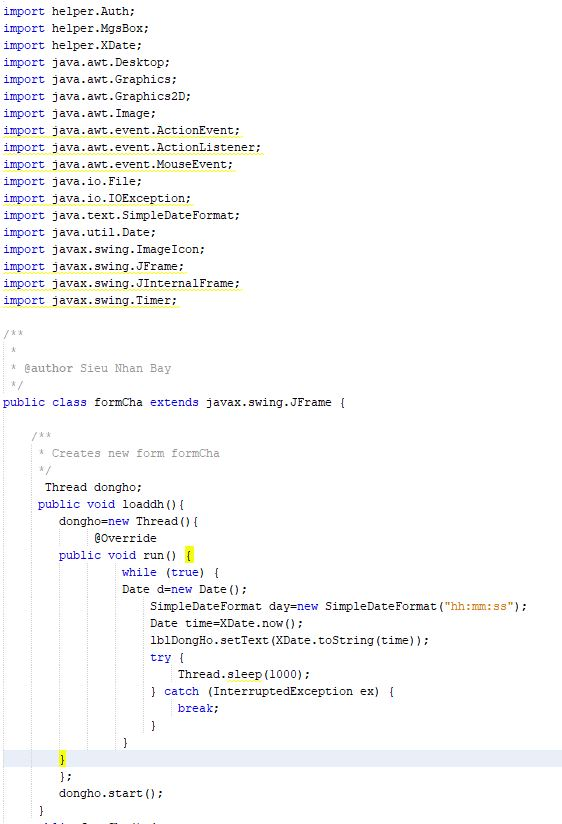 import helper.Auth;
import helper.MgsBox;
import helper.XDate;
import java.awt.Desktop;
import java.awt.Graphics;
import java.awt.Graphics2D;
import java.awt.Image;
import java.awt.event.ActionEvent;
import java.awt.event.ActionListener;
import java.awt.event.MouseEvent;
import java.io.File;
import java.io.IOException;
import java.text.SimpleDateFormat;
import java.util.Date;
import javax.swing.ImageIcon;
import javax.swing.JFrame;
import javax.swing.JInternalFrame;
import javax.swing.Timer;
/**
*
* @author Sieu Nhan Bay
*/
public class formCha extends javax.swing.JFrame {
/**
* Creates new form formCha
*/
Thread dongho;
public void loaddh(){
dongho=new Thread(){
@Override
public void run() {
while (true) {
Date d=new Date();
SimpleDateFormat day=new SimpleDateFormat("hh:mm:ss");
Date time=XDate.now();
lblDongHo.setText(XDate.toString(time));
try {
Thread.sleep(1000);
} catch (InterruptedException ex) {
break;
}
}
}
};
dongho.start();
}